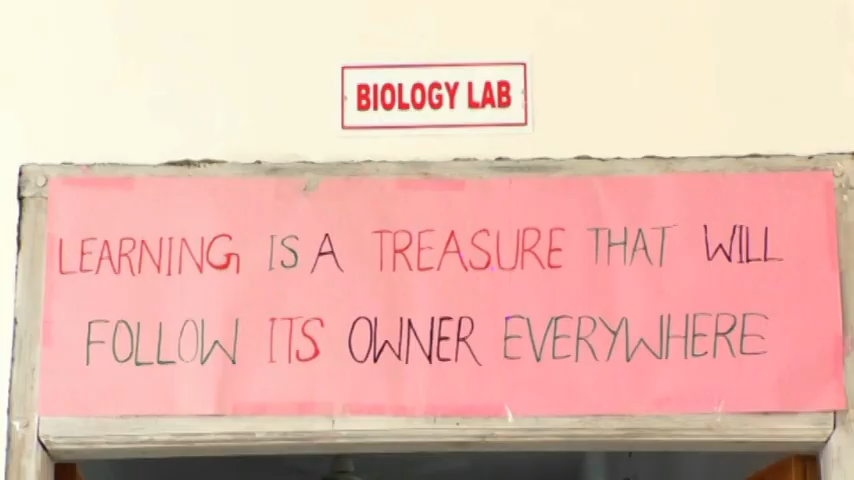 BIOLOGY LAB
LEARNING IS A TREASURE THAT WILL
FOLLOW ITS OWNER EVERYWHERE